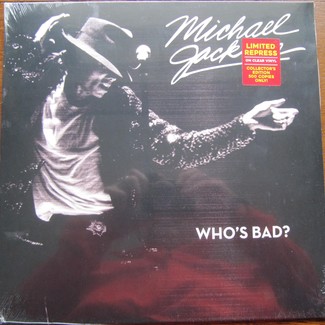 Michael
Jackson
LIMITED
REPRESS
ON CLEAR VINYL
COLLECTOR'S
EDITION
500 COPIES
ONLY!
WHO'S BAD?